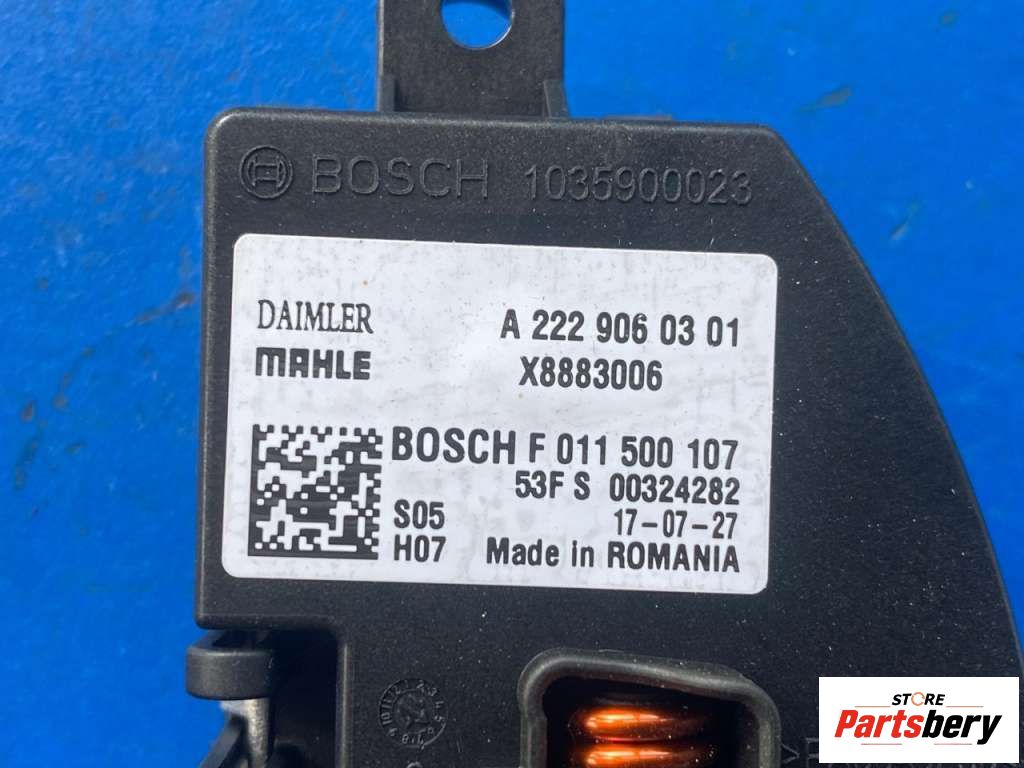 BOSCH 1035900023
DAIMLER A 222 906 03 01
MAHLE X8883006
BOSCH F 011 500 107
53F S 00324282
S05 17-07-27
H07 Made in ROMANIA
STORE
Partsbery